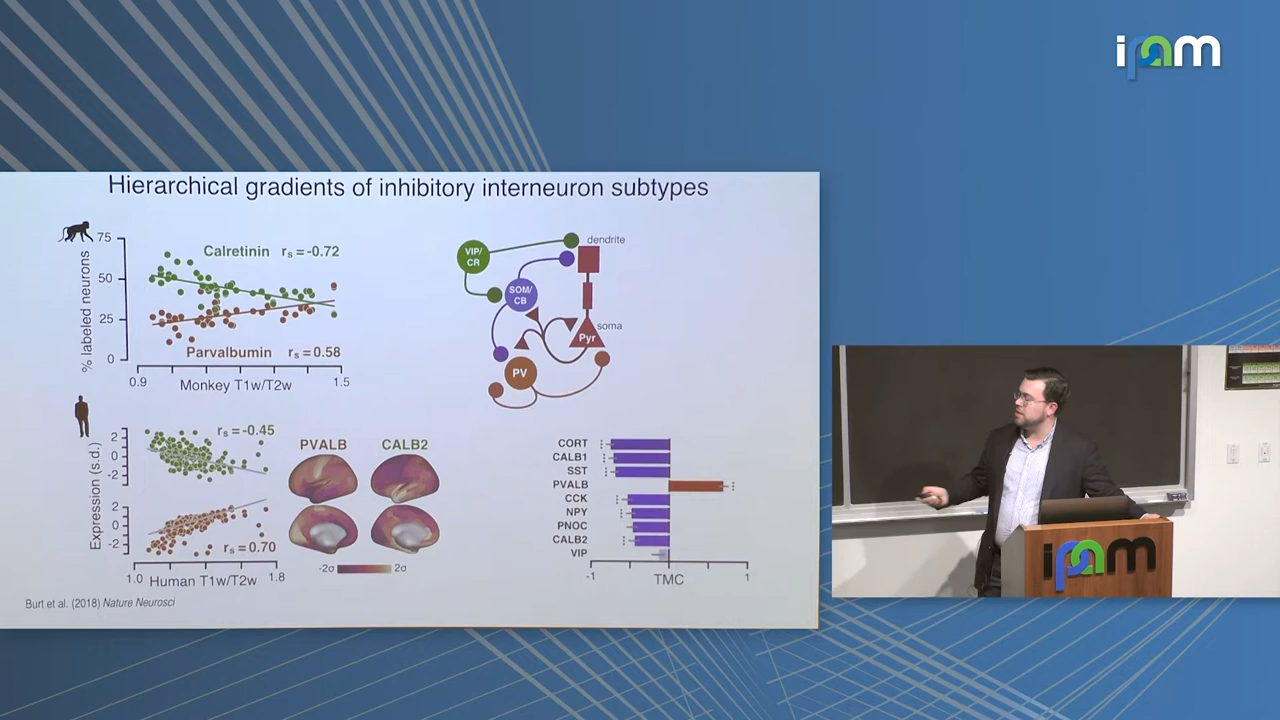 ipam
Hierarchical gradients of inhibitory interneuron subtypes
% labeled neurons
75
50
25
0
Calretinin rs=-0.72
Parvalbumin rs=0.58
0.9
1.5
Monkey T1w/T2w
VIP/
CR
SOM/
CB
PV
Pyr
dendrite
soma
Expression (s.d.)
2
0
-2
rs=-0.45
2
0
-2
rs=0.70
1.0
1.8
Human T1w/T2w
PVALB
CALB2
-2σ
2σ
CORT
CALB1
SST
PVALB
CCK
NPY
PNOC
CALB2
VIP
-1
1
TMC
Burt et al. (2018) Nature Neurosci
ipam